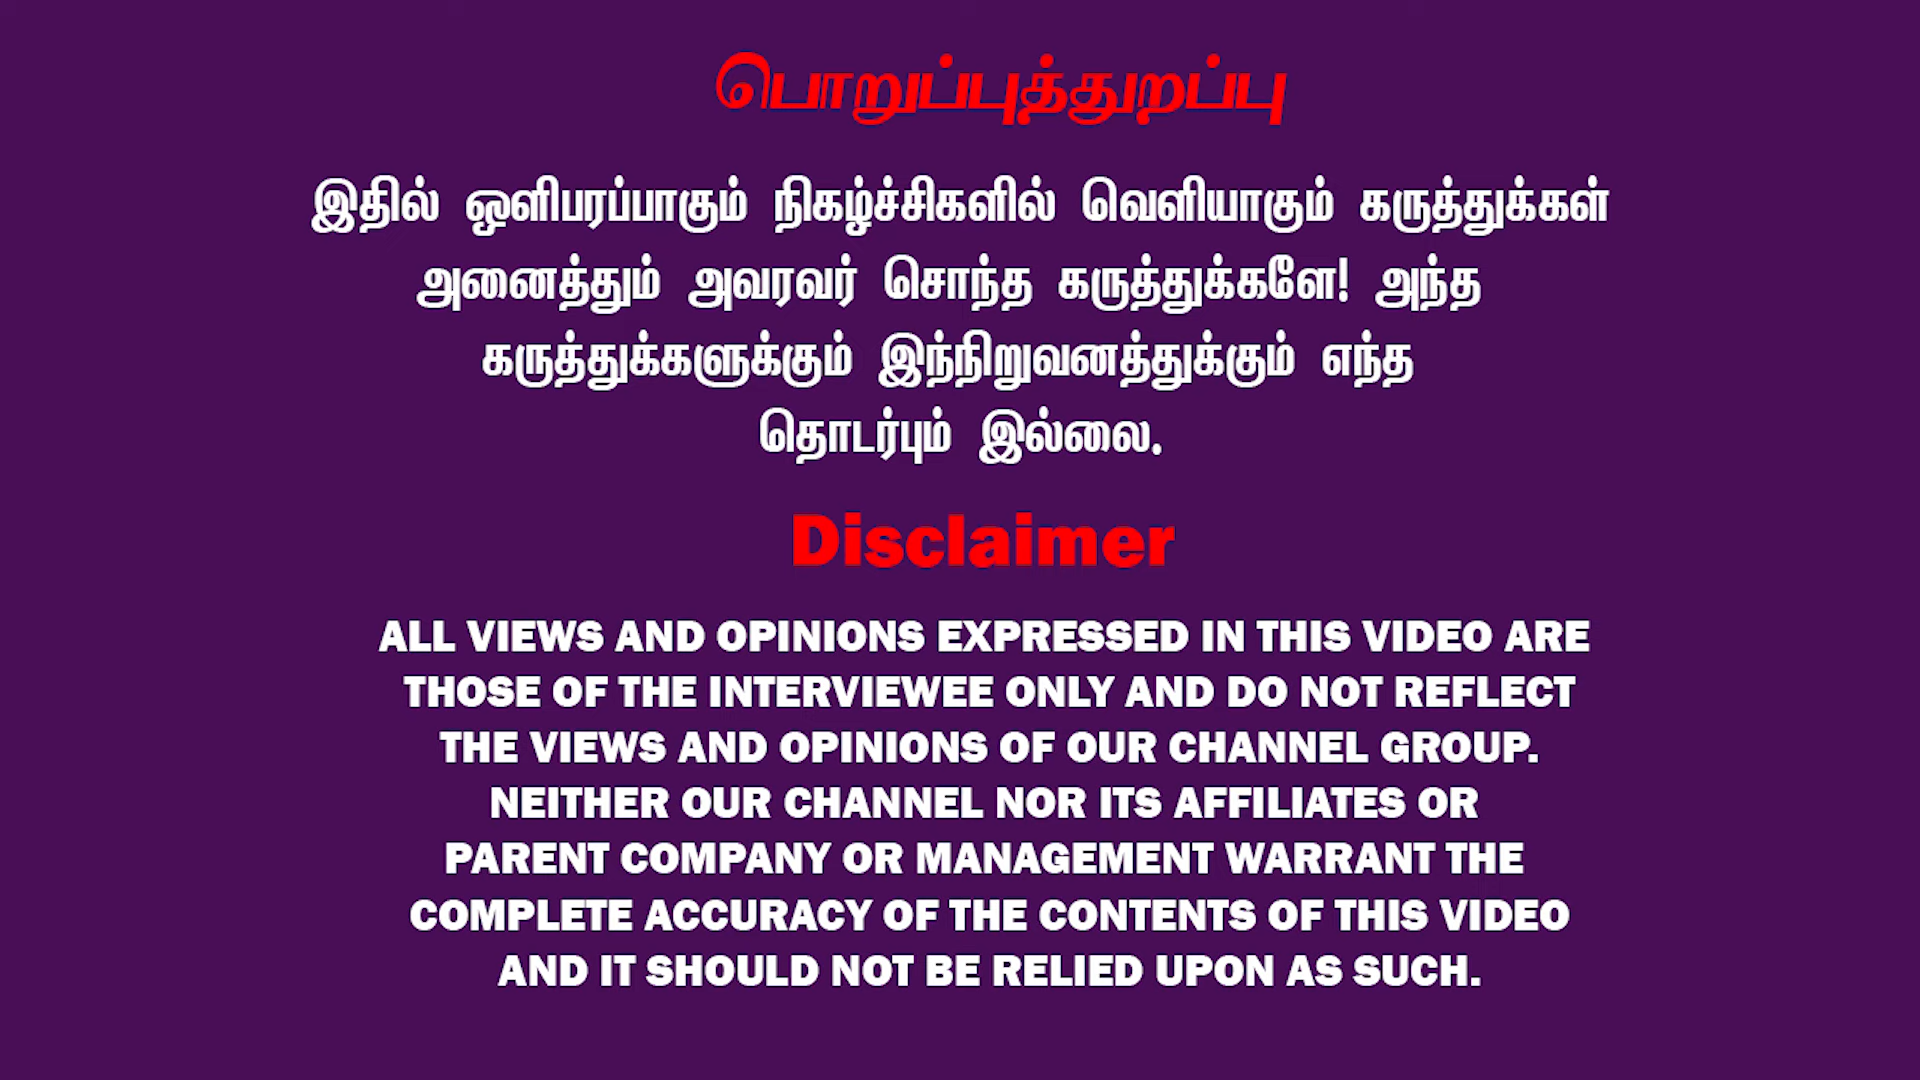 பொறுப்புத்துறப்பு
இதில் ஒளிபரப்பாகும் நிகழ்ச்சிகளில் வெளியாகும் கருத்துக்கள்
அனைத்தும் அவரவர் சொந்த கருத்துக்களே! அந்த
கருத்துக்களுக்கும் இந்நிறுவனத்துக்கும் எந்த
தொடர்பும் இல்லை.
Disclaimer
ALL VIEWS AND OPINIONS EXPRESSED IN THIS VIDEO ARE
THOSE OF THE INTERVIEWEE ONLY AND DO NOT REFLECT
THE VIEWS AND OPINIONS OF OUR CHANNEL GROUP.
NEITHER OUR CHANNEL NOR ITS AFFILIATES OR
PARENT COMPANY OR MANAGEMENT WARRANT THE
COMPLETE ACCURACY OF THE CONTENTS OF THIS VIDEO
AND IT SHOULD NOT BE RELIED UPON AS SUCH.